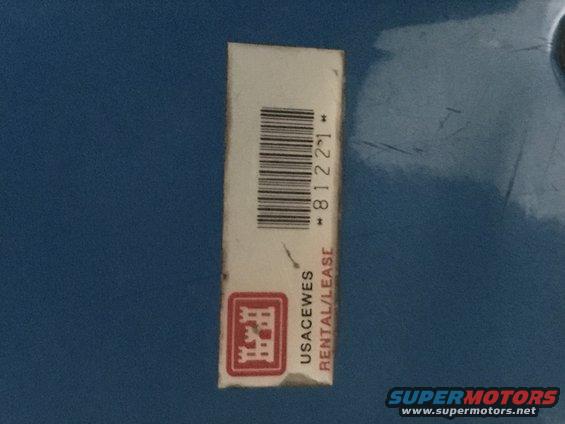 USACEWES
RENTAL/LEASE
*81221*
SUPERMOTORS
www.supermotors.net